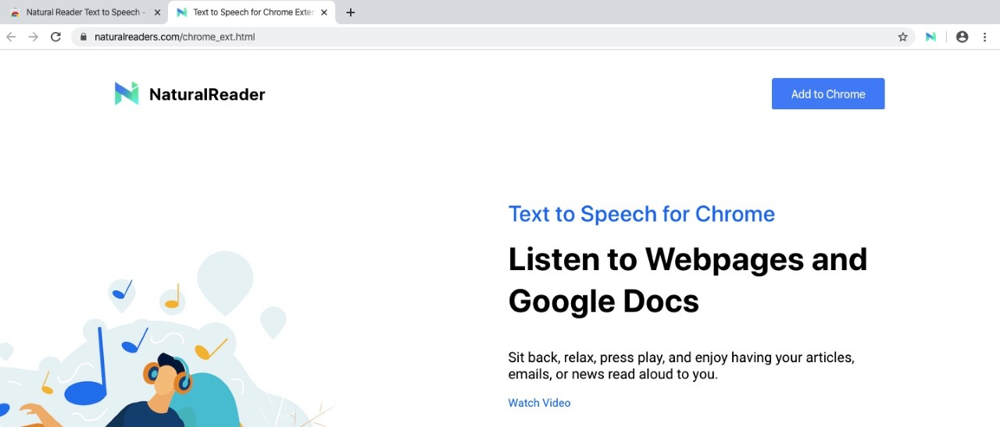 Natural Reader Text to Speech -
Text to Speech for Chrome Exter
naturalreaders.com/chrome_ext.html
NaturalReader
Add to Chrome
Text to Speech for Chrome
Listen to Webpages and
Google Docs
Sit back, relax, press play, and enjoy having your articles,
emails, or news read aloud to you.
Watch Video